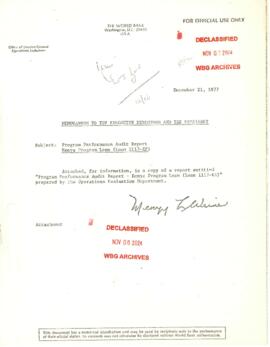 THE WORLD BANK
Washington, D.C. 20433
U.S.A.
FOR OFFICIAL USE ONLY
Office of Director-General
Operations Evaluation
DECLASSIFIED
NOV 06 2024
WBG ARCHIVES
December 21, 1977
MEMORANDUM TO THE EXECUTIVE DIRECTORS AND THE PRESIDENT
Subject: Program Performance Audit Report
Kenya Program Loan (Loan 1117-KE)
Attached, for information, is a copy of a report entitled
"Program Performance Audit Report - Kenya Program Loan (Loan 1117-KE)"
prepared by the Operations Evaluation Department.
Attachment
DECLASSIFIED
NOV 06 2024
WBG ARCHIVES
This document has a restricted distribution and may be used by recipients only in the performance
of their official duties. Its contents may not otherwise be disclosed without World Bank authorization.